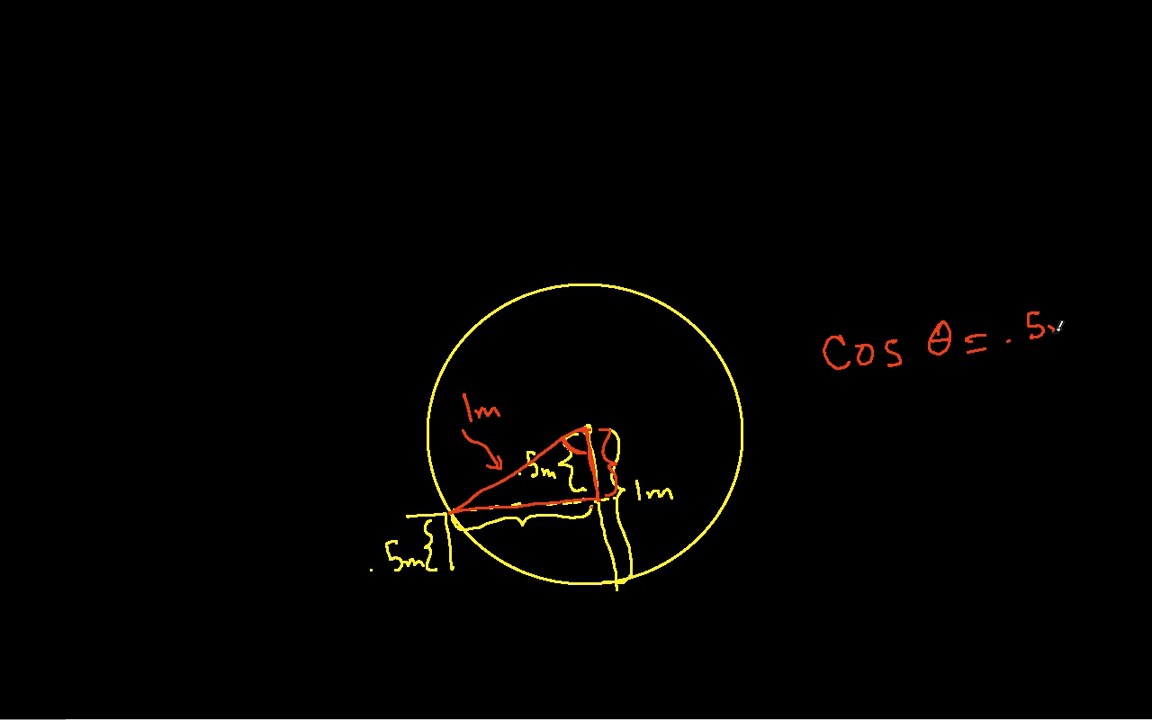 cos θ = .5
1m
.5m
1m
.5m